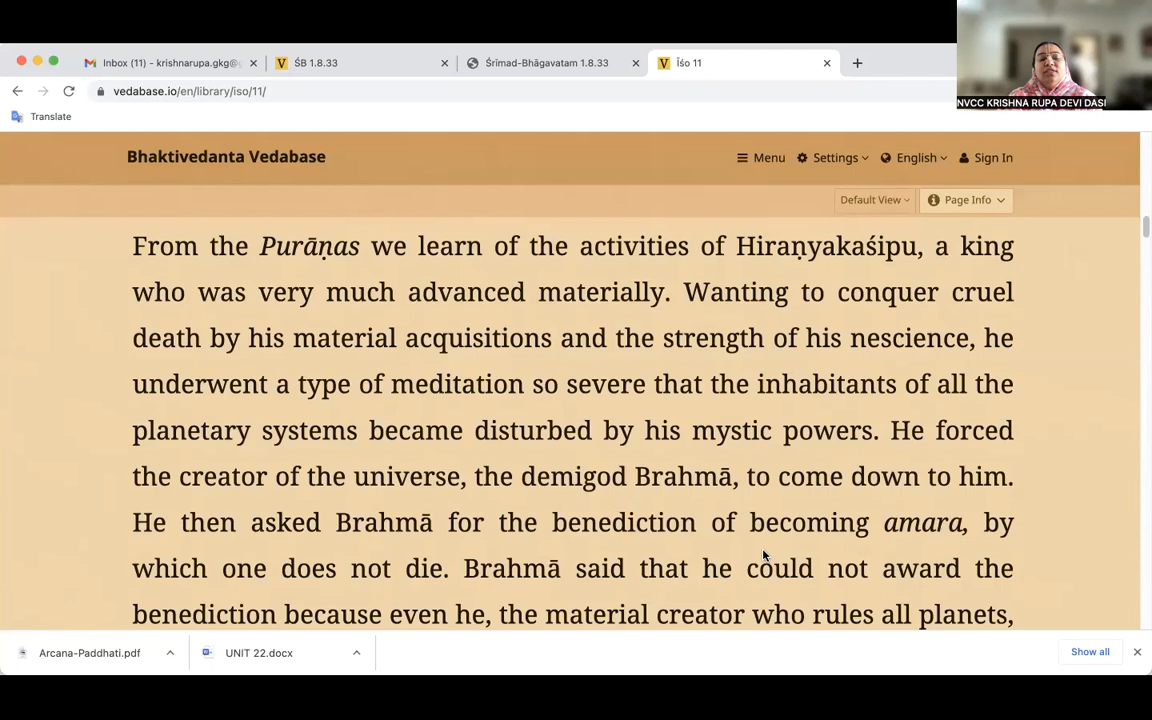 Inbox (11) - krishnarupa.gkg@g
ŚB 1.8.33
Śrīmad-Bhāgavatam 1.8.33
Īśo 11
vedabase.io/en/library/iso/11/
NVCC KRISHNA RUPA DEVI DASI
Translate
Bhaktivedanta Vedabase
Menu
Settings
English
Sign In
Default View
Page Info
From the Purāṇas we learn of the activities of Hiraṇyakaśipu, a king
who was very much advanced materially. Wanting to conquer cruel
death by his material acquisitions and the strength of his nescience, he
underwent a type of meditation so severe that the inhabitants of all the
planetary systems became disturbed by his mystic powers. He forced
the creator of the universe, the demigod Brahmā, to come down to him.
He then asked Brahmā for the benediction of becoming amara, by
which one does not die. Brahmā said that he could not award the
benediction because even he, the material creator who rules all planets,
Arcana-Paddhati.pdf
UNIT 22.docx
Show all